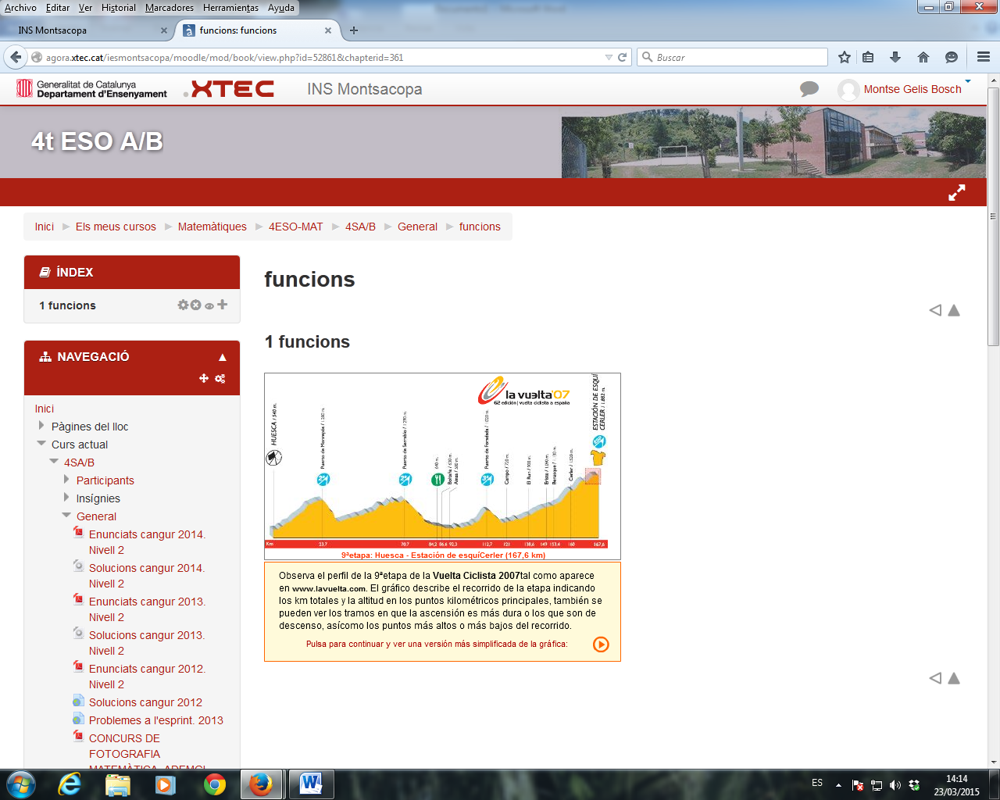 Archivo Editar Ver Historial Marcadores Herramientas Ayuda
INS Montsacopa
funcions: funcions
agora.xtec.cat/iesmontsacopa/moodle/mod/book/view.php?id=52861&chapterid=361
Buscar
Generalitat de Catalunya
Departament d'Ensenyament
XTEC
INS Montsacopa
Montse Gelis Bosch
4t ESO A/B
Inici Els meus cursos Matemàtiques 4ESO-MAT 4SA/B General funcions
ÍNDEX
1 funcions
NAVEGACIÓ
Inici
Pàgines del lloc
Curs actual
4SA/B
Participants
Insígnies
General
Enunciats cangur 2014.
Nivell 2
Solucions cangur 2014.
Nivell 2
Enunciats cangur 2013.
Nivell 2
Solucions cangur 2013.
Nivell 2
Enunciats cangur 2012.
Nivell 2
Solucions cangur 2012
Problemes a l'esprint. 2013
CONCURS DE
FOTOGRAFIA
MATEMÀTICA. ADEMGI
funcions
1 funcions
la vuelta'07
62 edición | vuelta ciclista a españa
HUESCA / 540 m.
ESTACIÓN DE ESQUÍ
CERLER /
Km 23,7 70,7 84,2 86,6 92,3 112,7 121 138,6 149 153,4 160 167,6
9ªetapa: Huesca - Estación de esquíCerler (167,6 km)
Observa el perfil de la 9ªetapa de la Vuelta Ciclista 2007tal como aparece
en www.lavuelta.com. El gráfico describe el recorrido de la etapa indicando
los km totales y la altitud en los puntos kilométricos principales, también se
pueden ver los tramos en que la ascensión es más dura o los que son de
descenso, asícomo los puntos más altos o más bajos del recorrido.
Pulsa para continuar y ver una versión más simplificada de la gráfica:
ES
14:14
23/03/2015